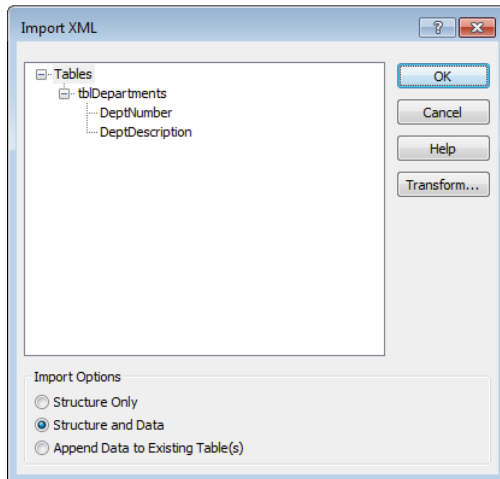 Import XML
Tables
tblDepartments
DeptNumber
DeptDescription
OK
Cancel
Help
Transform...
Import Options
Structure Only
Structure and Data
Append Data to Existing Table(s)